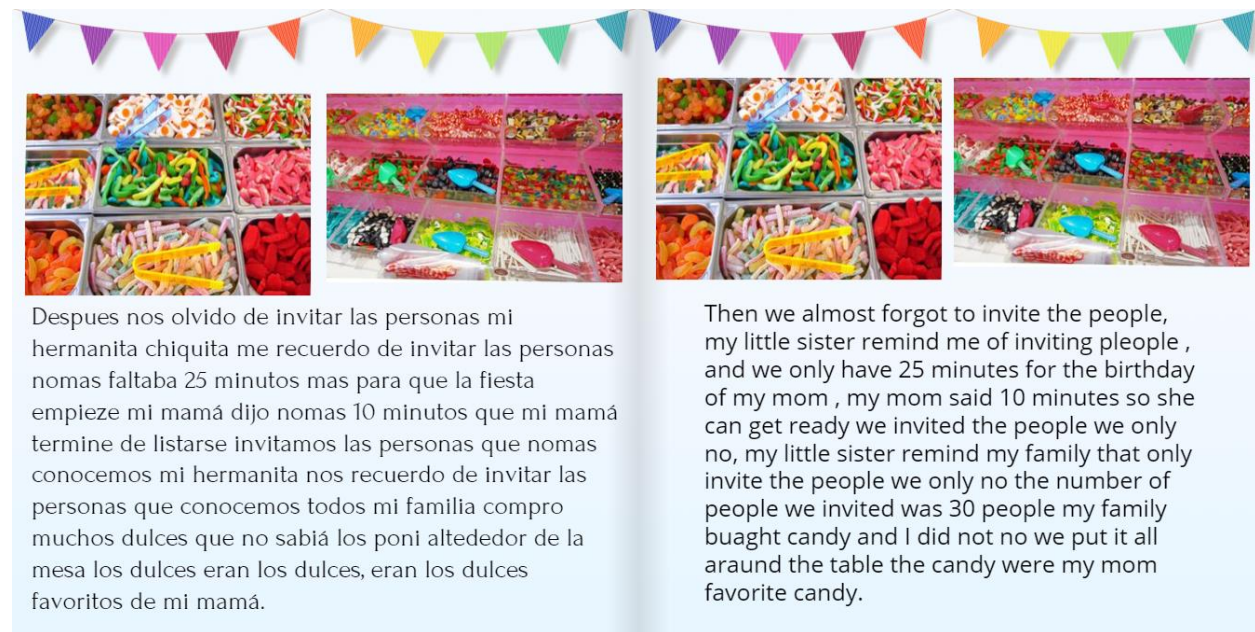 Despues nos olvido de invitar las personas mi
hermanita chiquita me recuerdo de invitar las personas
nomas faltaba 25 minutos mas para que la fiesta
empieze mi mamá dijo nomas 10 minutos que mi mamá
termine de listarse invitamos las personas que nomas
conocemos mi hermanita nos recuerdo de invitar las
personas que conocemos todos mi familia compro
muchos dulces que no sabiá los poni altededor de la
mesa los dulces eran los dulces, eran los dulces
favoritos de mi mamá.
Then we almost forgot to invite the people,
my little sister remind me of inviting pleople ,
and we only have 25 minutes for the birthday
of my mom , my mom said 10 minutes so she
can get ready we invited the people we only
no, my little sister remind my family that only
invite the people we only no the number of
people we invited was 30 people my family
buaght candy and I did not no we put it all
araund the table the candy were my mom
favorite candy.